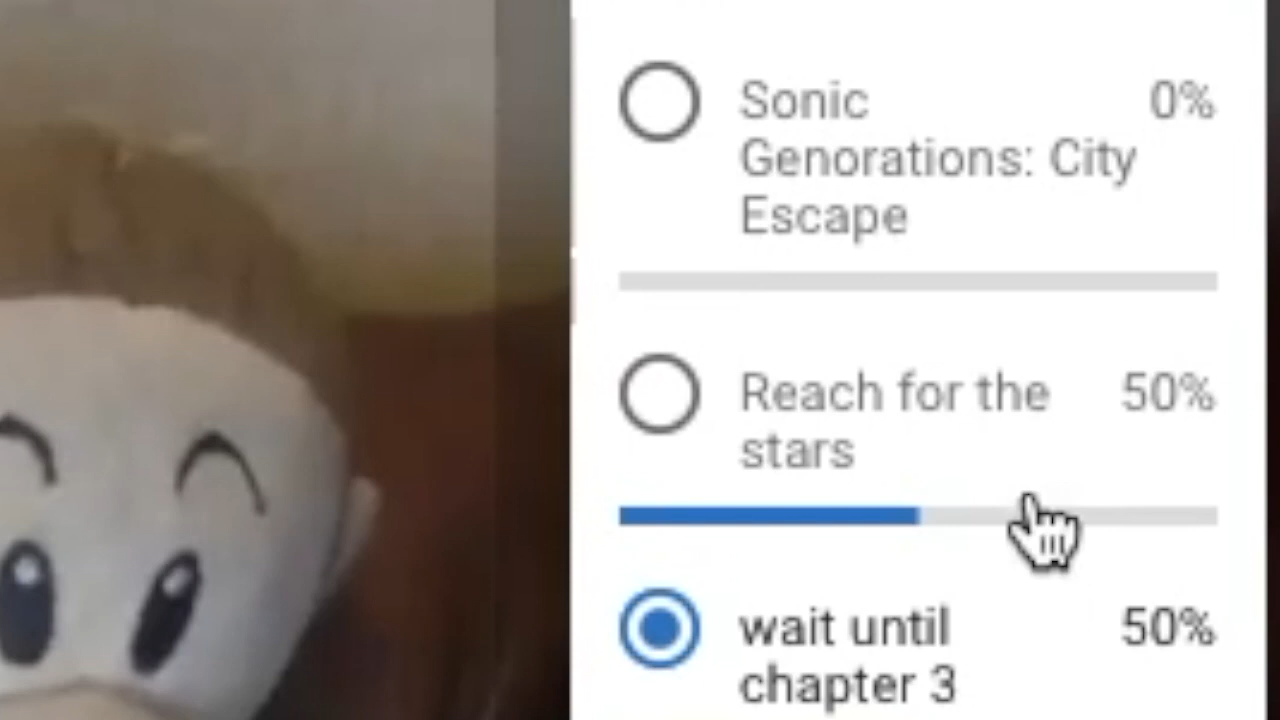 Sonic 0%
Genorations: City
Escape
Reach for the 50%
stars
wait until 50%
chapter 3